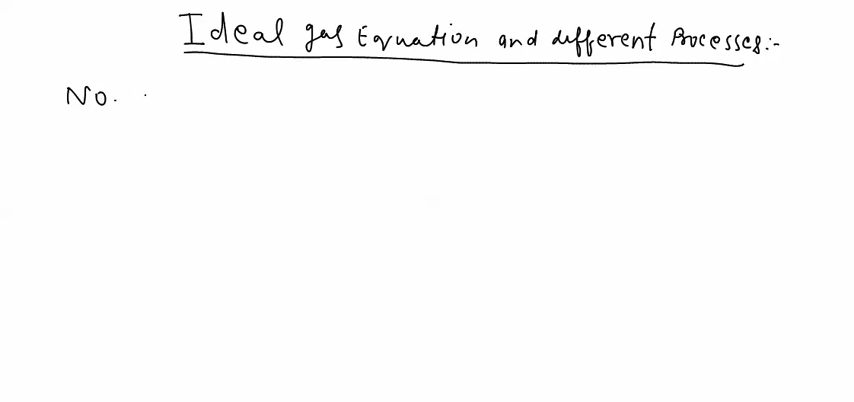 Ideal gas Equation and different Processes:-
No.